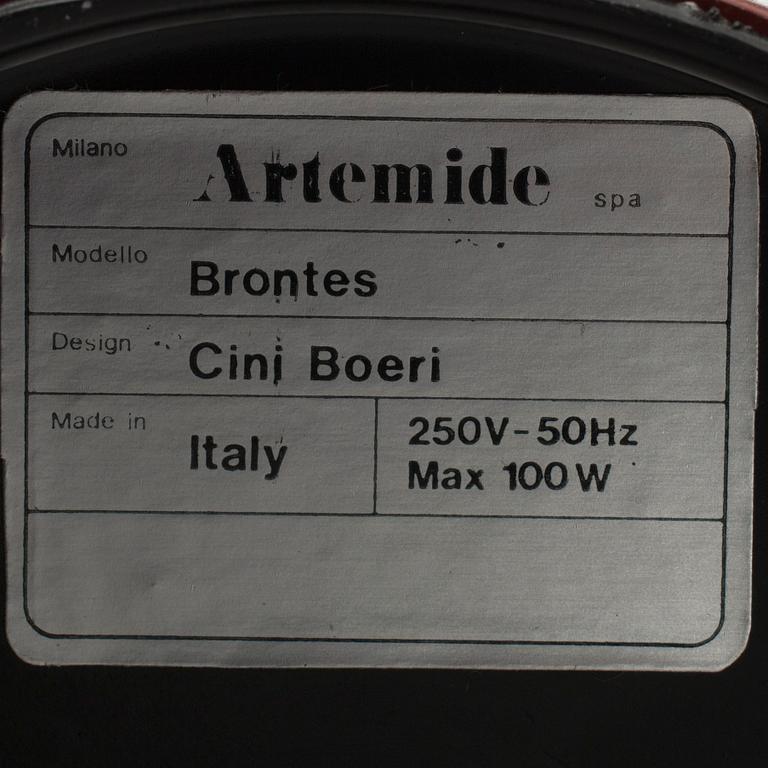 Milano Artemide spa
Modello Brontes
Design Cini Boeri
Made in Italy
250V-50Hz
Max 100W